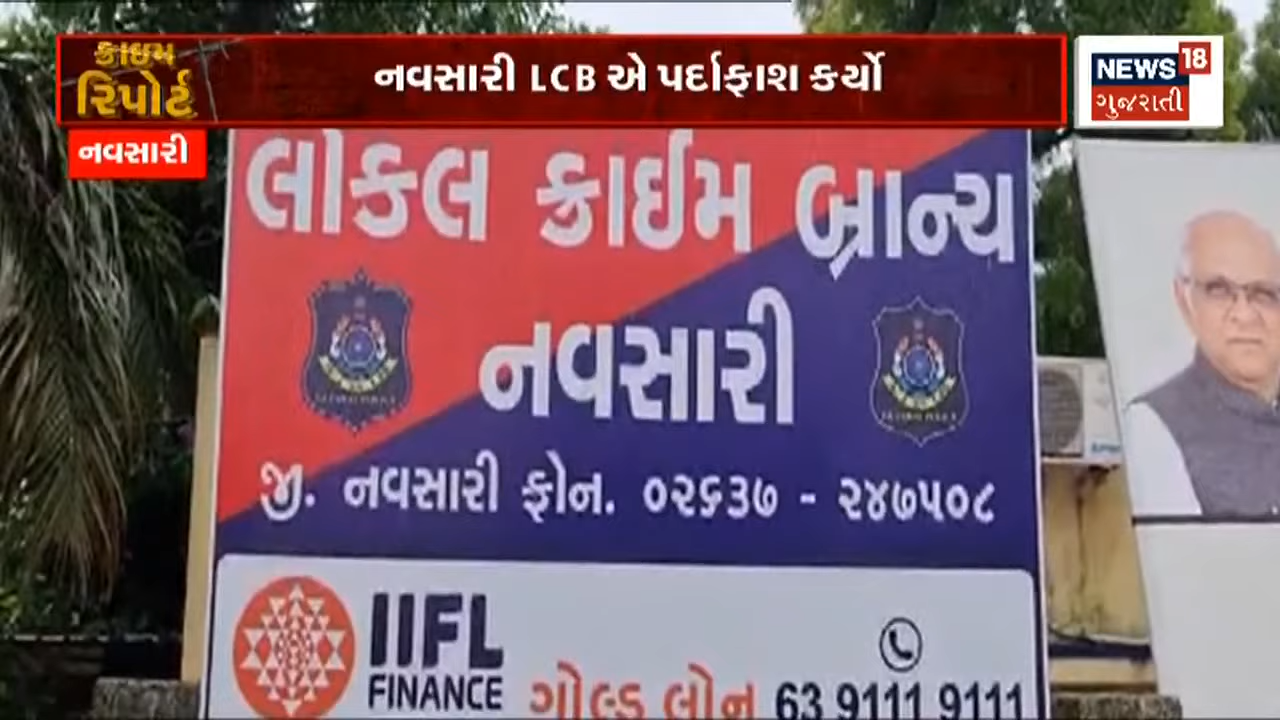 ક્રાઇમ
રિપોર્ટ
નવસારી LCB એ પર્દાફાશ કર્યો
NEWS 18
ગુજરાતી
નવસારી
લોકલ ક્રાઈમ બ્રાન્ચ
નવસારી
જી. નવસારી ફોન. ૦૨૬૩૭ - ૨૪૭૫૦૮
IIFL
FINANCE
ગોલ્ડ લોન 63 9111 9111